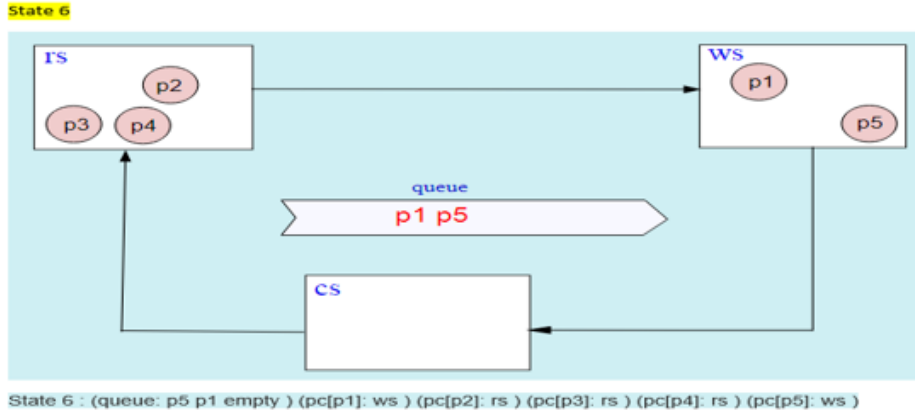 State 6
rs
ws
p2
p1
p3 p4
p5
queue
p1 p5
cs
State 6 : (queue: p5 p1 empty ) (pc[p1]: ws ) (pc[p2]: rs ) (pc[p3]: rs ) (pc[p4]: rs ) (pc[p5]: ws )